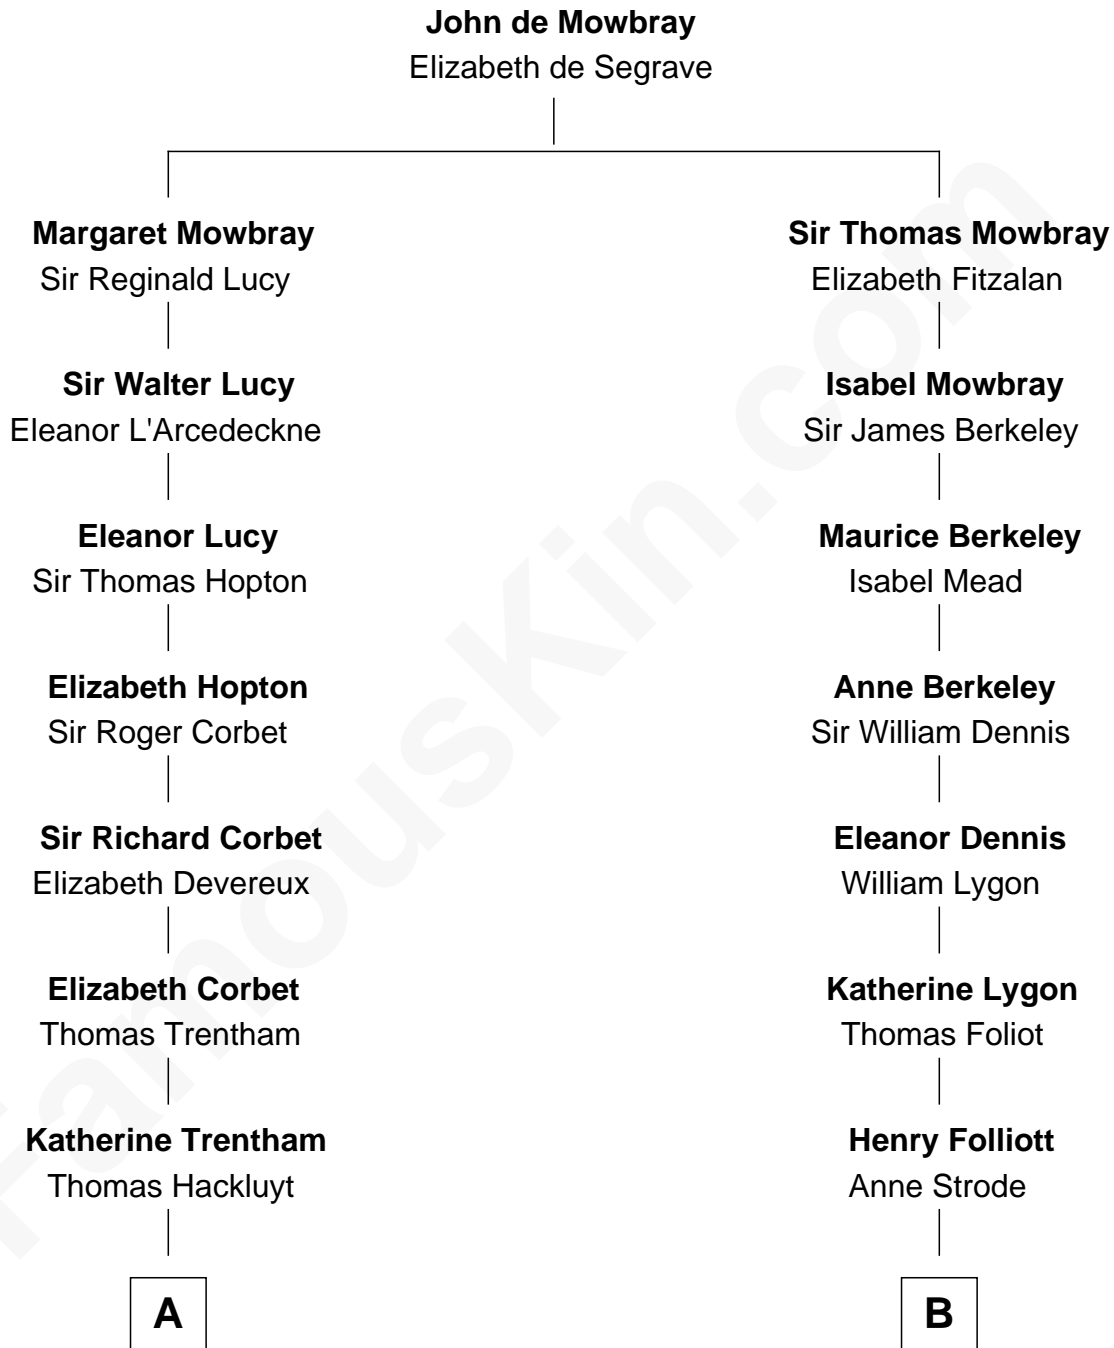 John de Mowbray
Elizabeth de Segrave
Margaret Mowbray
Sir Reginald Lucy
Sir Thomas Mowbray
Elizabeth Fitzalan
Sir Walter Lucy
Eleanor L'Arcedeckne
Isabel Mowbray
Sir James Berkeley
Eleanor Lucy
Sir Thomas Hopton
Maurice Berkeley
Isabel Mead
Elizabeth Hopton
Sir Roger Corbet
Anne Berkeley
Sir William Dennis
Sir Richard Corbet
Elizabeth Devereux
Eleanor Dennis
William Lygon
Elizabeth Corbet
Thomas Trentham
Katherine Lygon
Thomas Foliot
Katherine Trentham
Thomas Hackluyt
Henry Folliott
Anne Strode
A
B
FamousKin.com